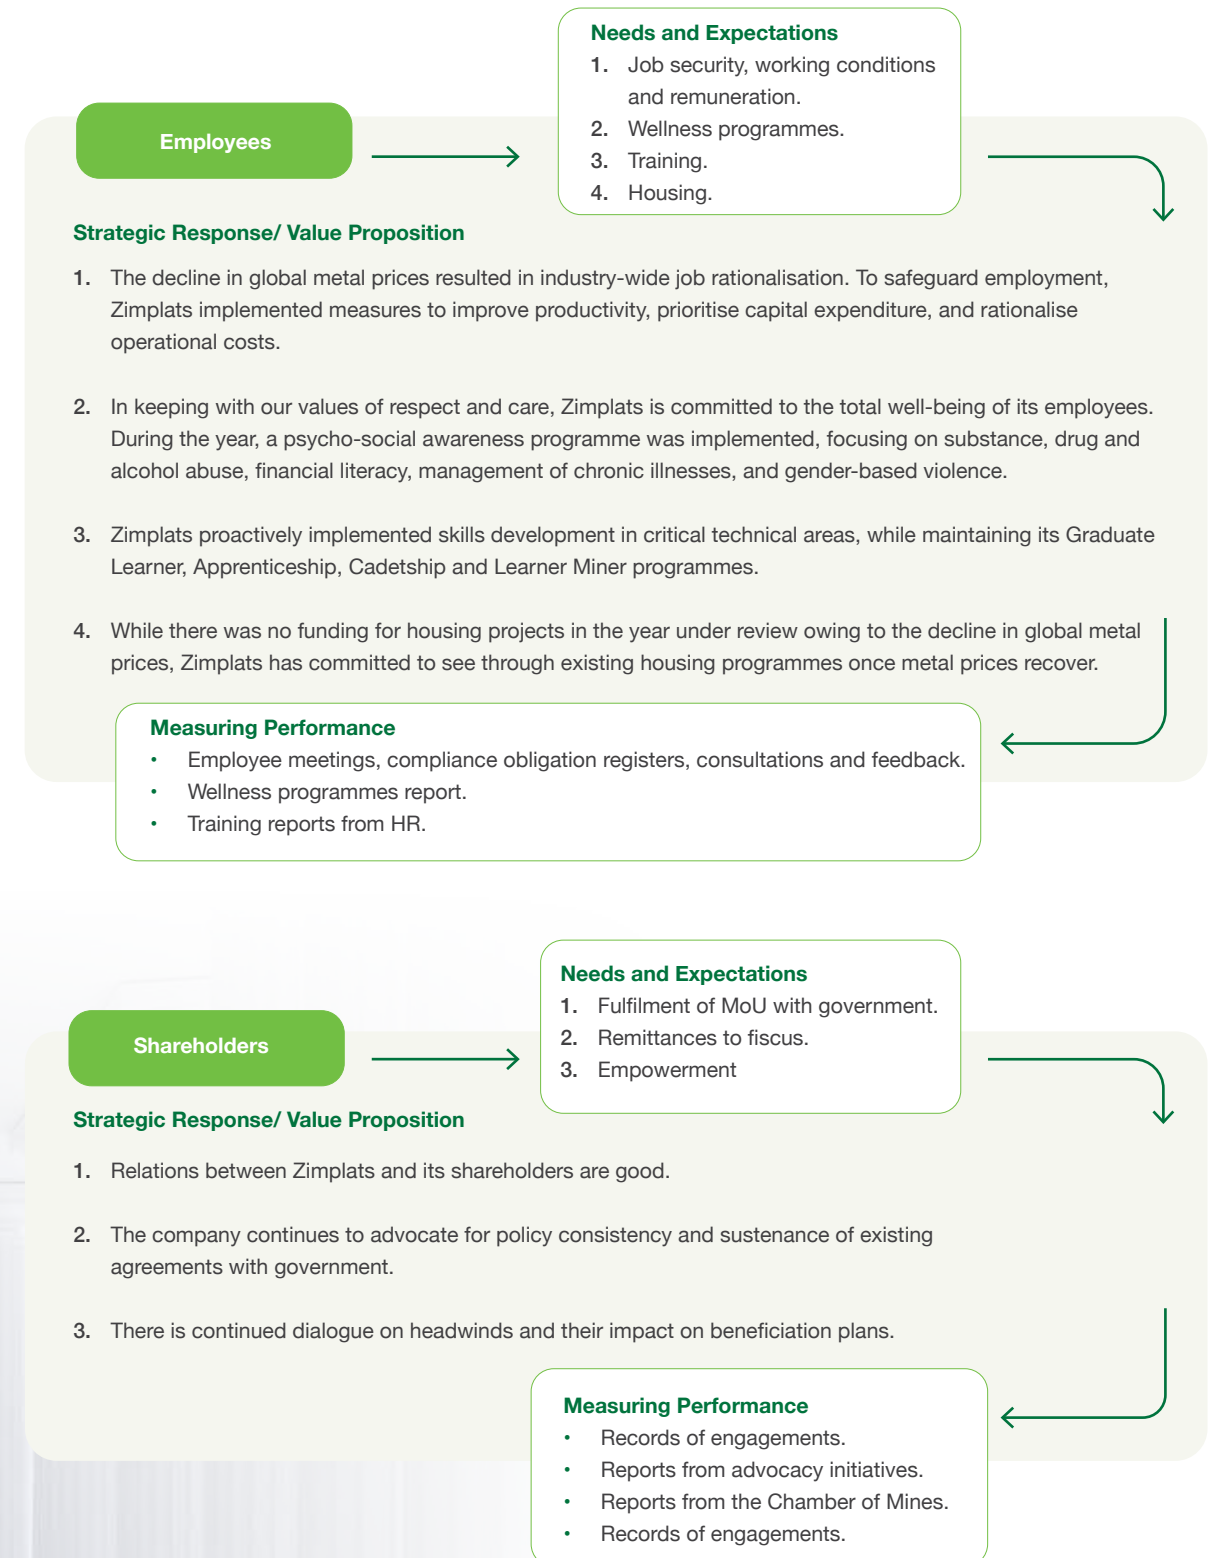 Employees
Needs and Expectations
1. Job security, working conditions
and remuneration.
2. Wellness programmes.
3. Training.
4. Housing.
Strategic Response/ Value Proposition
1. The decline in global metal prices resulted in industry-wide job rationalisation. To safeguard employment,
Zimplats implemented measures to improve productivity, prioritise capital expenditure, and rationalise
operational costs.
2. In keeping with our values of respect and care, Zimplats is committed to the total well-being of its employees.
During the year, a psycho-social awareness programme was implemented, focusing on substance, drug and
alcohol abuse, financial literacy, management of chronic illnesses, and gender-based violence.
3. Zimplats proactively implemented skills development in critical technical areas, while maintaining its Graduate
Learner, Apprenticeship, Cadetship and Learner Miner programmes.
4. While there was no funding for housing projects in the year under review owing to the decline in global metal
prices, Zimplats has committed to see through existing housing programmes once metal prices recover.
Measuring Performance
• Employee meetings, compliance obligation registers, consultations and feedback.
• Wellness programmes report.
• Training reports from HR.
Shareholders
Needs and Expectations
1. Fulfilment of MoU with government.
2. Remittances to fiscus.
3. Empowerment
Strategic Response/ Value Proposition
1. Relations between Zimplats and its shareholders are good.
2. The company continues to advocate for policy consistency and sustenance of existing
agreements with government.
3. There is continued dialogue on headwinds and their impact on beneficiation plans.
Measuring Performance
• Records of engagements.
• Reports from advocacy initiatives.
• Reports from the Chamber of Mines.
• Records of engagements.